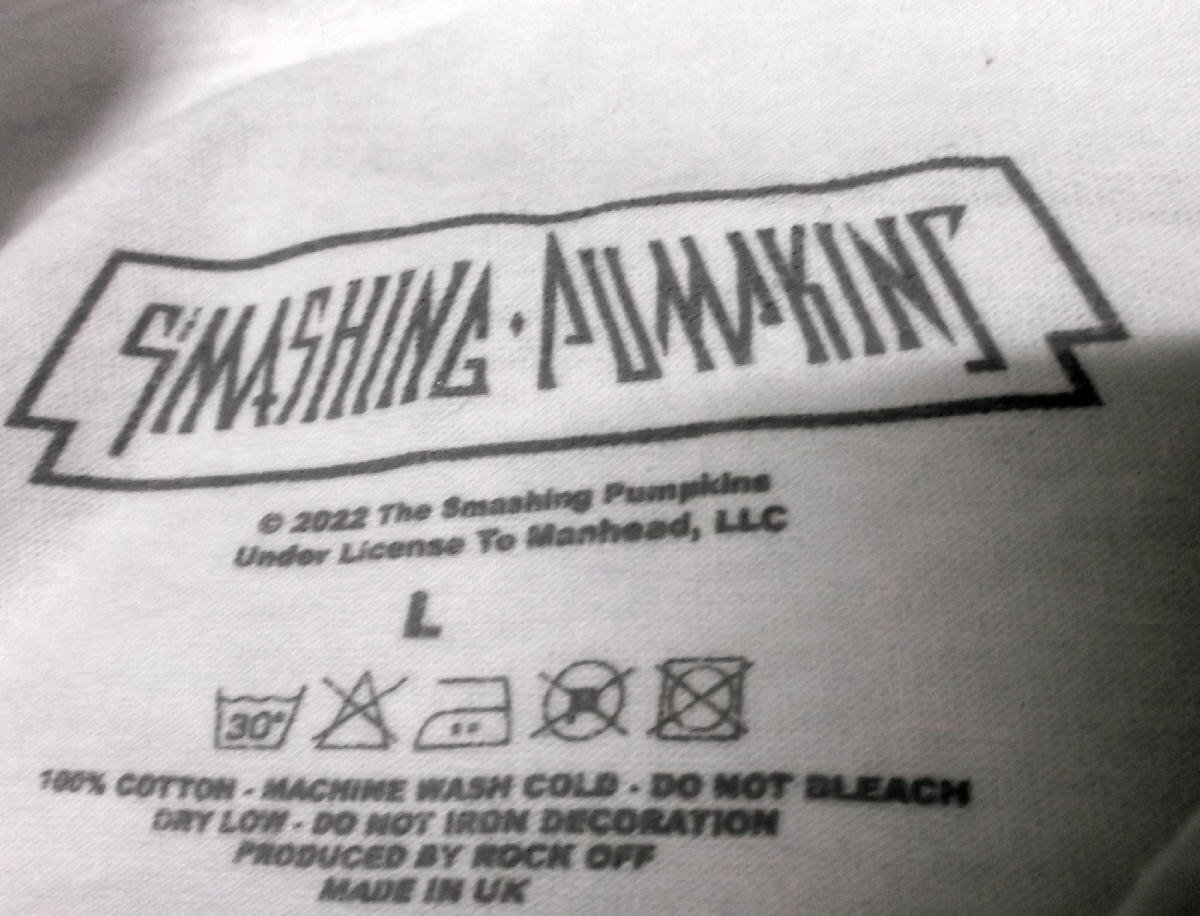 SMASHING · PUMPKINS
© 2022 The Smashing Pumpkins
Under License To Manhead, LLC
L
30°
100% COTTON - MACHINE WASH COLD - DO NOT BLEACH
DRY LOW - DO NOT IRON DECORATION
PRODUCED BY ROCK OFF
MADE IN UK